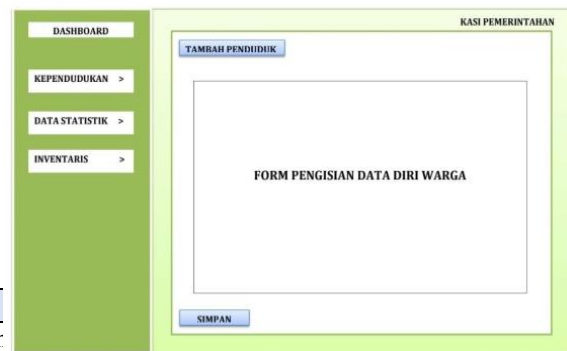 KASI PEMERINTAHAN
DASHBOARD
TAMBAH PENDUDUK
KEPENDUDUKAN >
DATA STATISTIK >
INVENTARIS >
FORM PENGISIAN DATA DIRI WARGA
SIMPAN